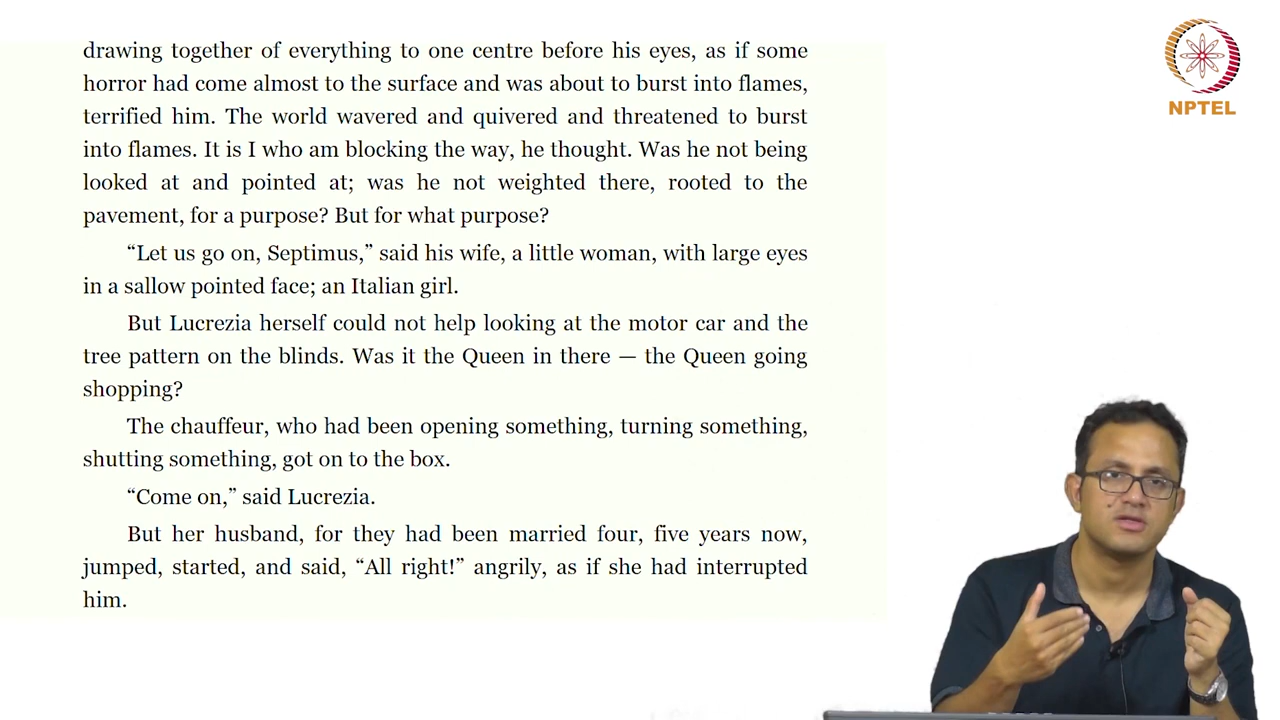 drawing together of everything to one centre before his eyes, as if some
horror had come almost to the surface and was about to burst into flames,
terrified him. The world wavered and quivered and threatened to burst
into flames. It is I who am blocking the way, he thought. Was he not being
looked at and pointed at; was he not weighted there, rooted to the
pavement, for a purpose? But for what purpose?
“Let us go on, Septimus,” said his wife, a little woman, with large eyes
in a sallow pointed face; an Italian girl.
But Lucrezia herself could not help looking at the motor car and the
tree pattern on the blinds. Was it the Queen in there — the Queen going
shopping?
The chauffeur, who had been opening something, turning something,
shutting something, got on to the box.
“Come on,” said Lucrezia.
But her husband, for they had been married four, five years now,
jumped, started, and said, “All right!” angrily, as if she had interrupted
him.
NPTEL